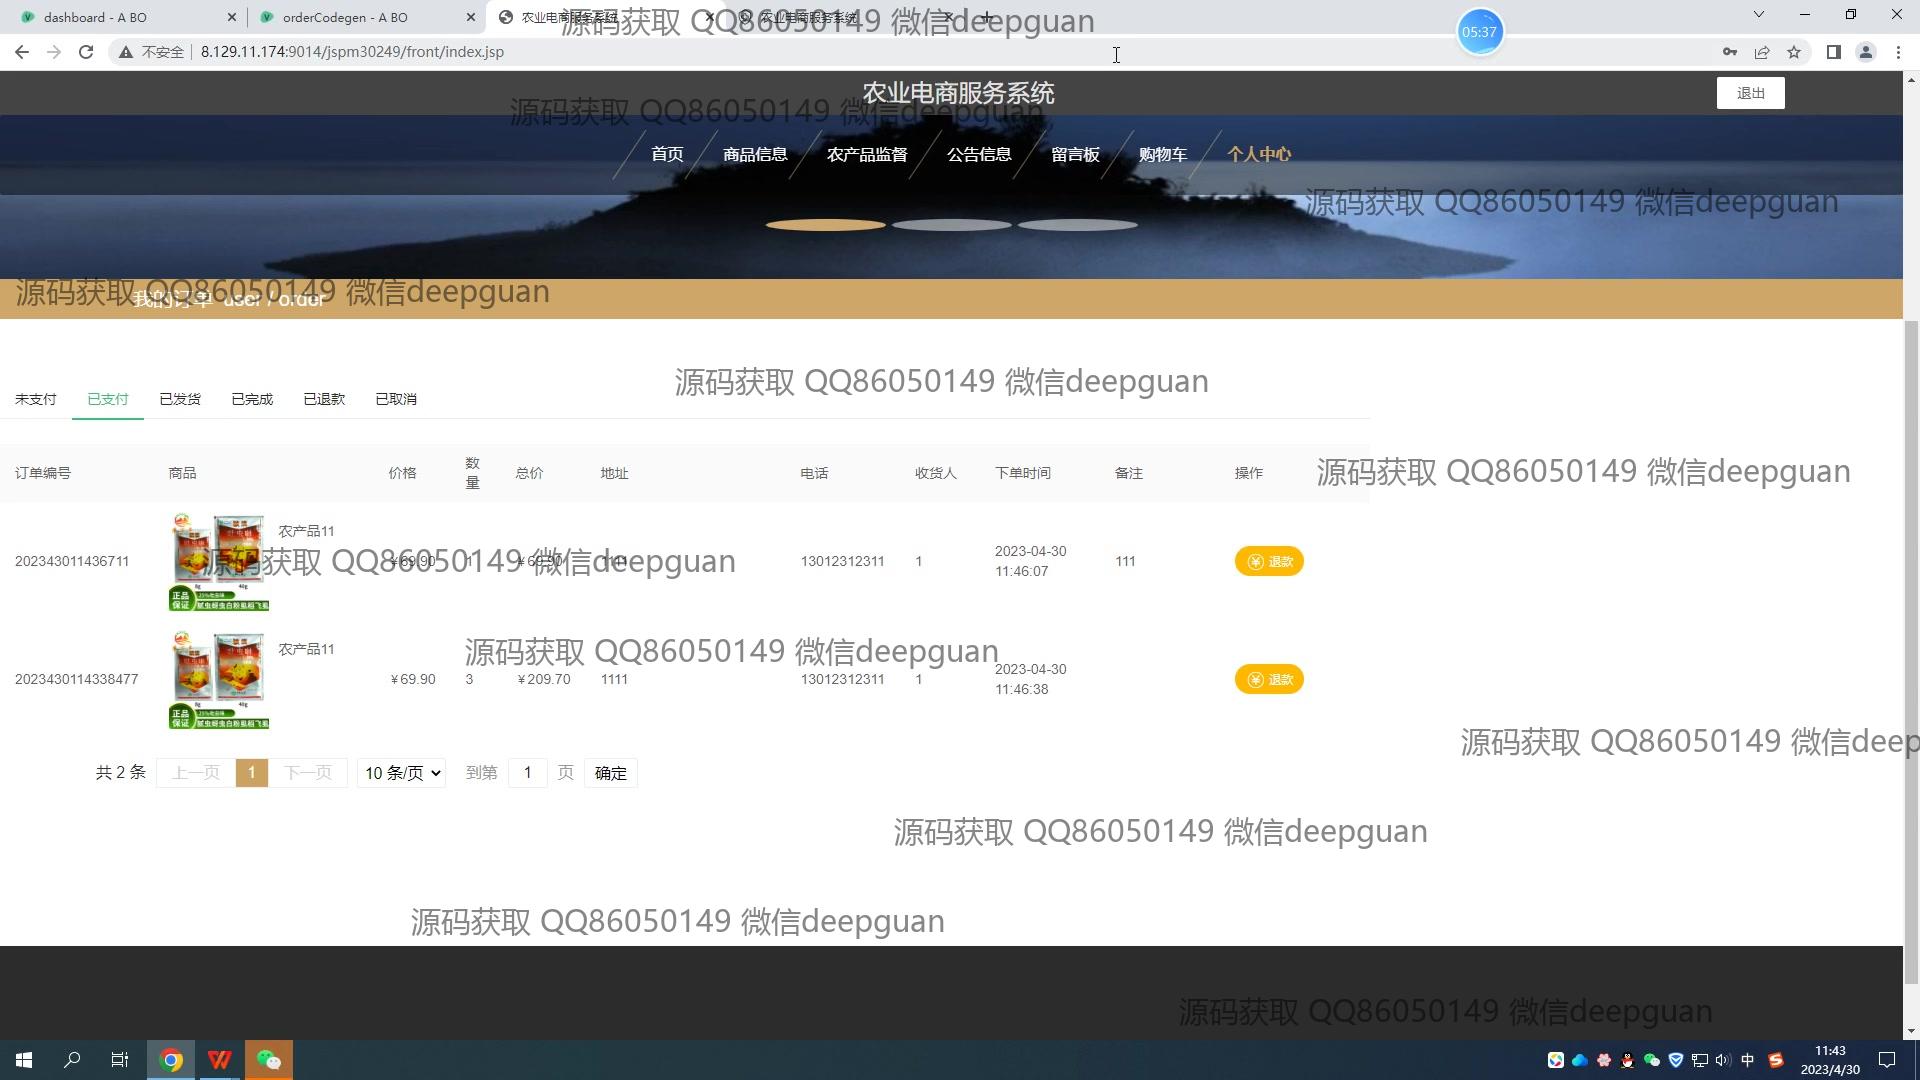 dashboard - A BO
orderCodegen - A BO
农业电商服务系统
农业电商服务系统
源码获取 QQ86050149 微信deepguan
05:37
不安全
8.129.11.174:9014/jspm30249/front/index.jsp
农业电商服务系统
退出
源码获取 QQ86050149 微信deepguan
首页 商品信息 农产品监督 公告信息 留言板 购物车 个人中心
源码获取 QQ86050149 微信deepguan
我的订单 user / order
源码获取 QQ86050149 微信deepguan
源码获取 QQ86050149 微信deepguan
未支付 已支付 已发货 已完成 已退款 已取消
订单编号 商品 价格 数量 总价 地址 电话 收货人 下单时间 备注 操作
源码获取 QQ86050149 微信deepguan
农产品11
202343011436711 ￥69.90 1 ￥69.90 1111 13012312311 1 2023-04-30 11:46:07 111 退款
源码获取 QQ86050149 微信deepguan
正品保证
农产品11
源码获取 QQ86050149 微信deepguan
2023430114338477 ￥69.90 3 ￥209.70 1111 13012312311 1 2023-04-30 11:46:38 退款
正品保证
源码获取 QQ86050149 微信deep
共 2 条 上一页 1 下一页 10 条/页 到第 1 页 确定
源码获取 QQ86050149 微信deepguan
源码获取 QQ86050149 微信deepguan
源码获取 QQ86050149 微信deepguan
中
11:43
2023/4/30